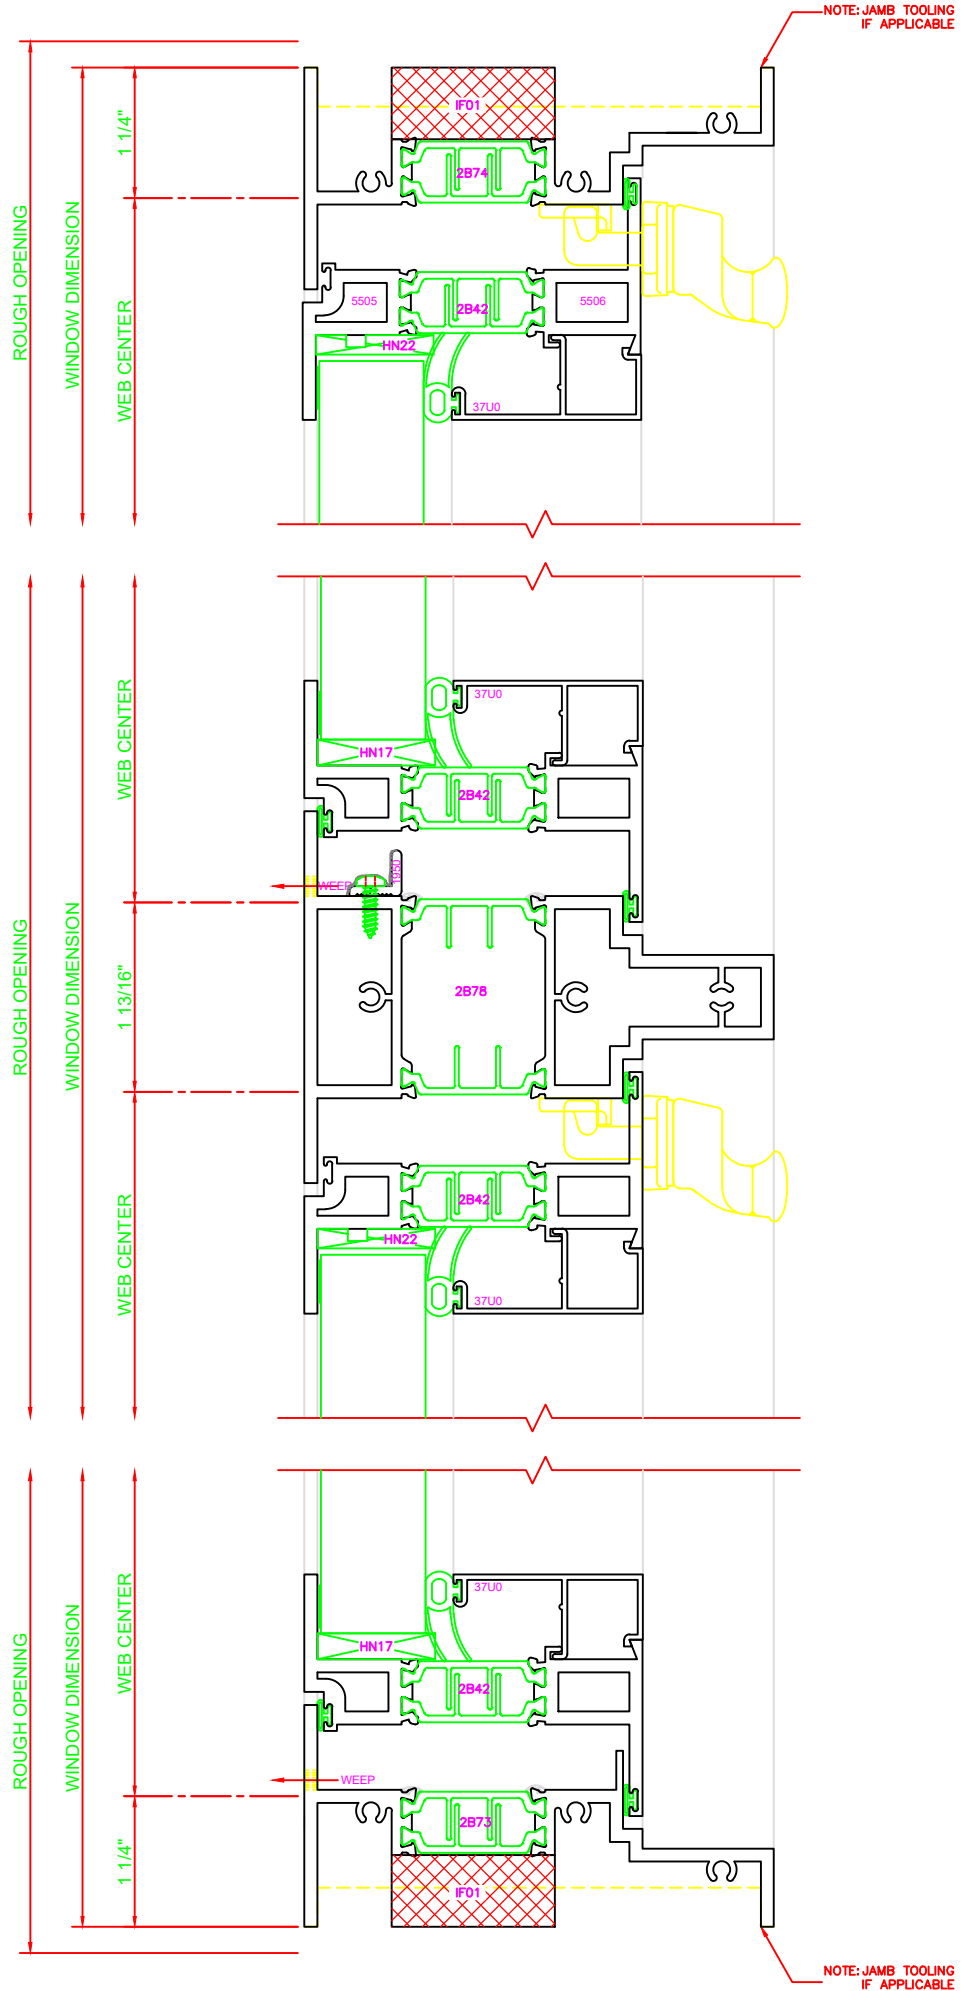 NOTE: JAMB TOOLING
IF APPLICABLE
1 1/4"
ROUGH OPENING
WINDOW DIMENSION
WEB CENTER
IF01
2B74
5505
2B42
5506
HN22
37U0
ROUGH OPENING
WINDOW DIMENSION
WEB CENTER
1 13/16"
WEB CENTER
37U0
HN17
2B42
WEEP
1950
2B78
2B42
HN22
37U0
ROUGH OPENING
WINDOW DIMENSION
WEB CENTER
1 1/4"
37U0
HN17
2B42
WEEP
2B73
IF01
NOTE: JAMB TOOLING
IF APPLICABLE